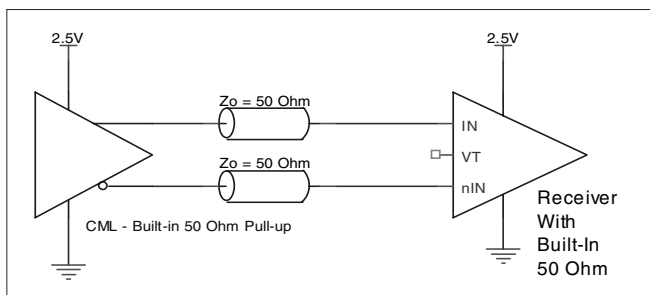 2.5V
2.5V
Zo = 50 Ohm
IN
Zo = 50 Ohm
VT
nIN
CML - Built-in 50 Ohm Pull-up
Receiver
With
Built-In
50 Ohm